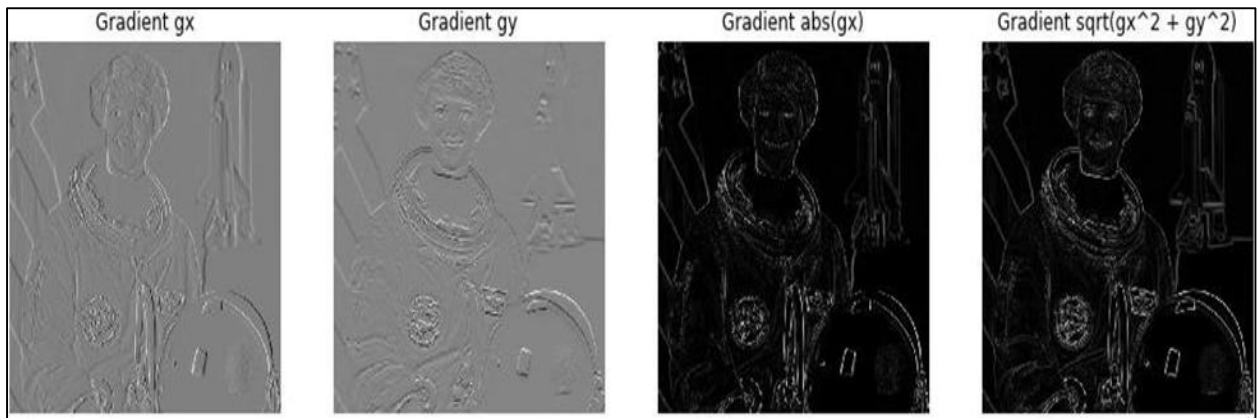 Gradient gx
Gradient gy
Gradient abs(gx)
Gradient sqrt(gx^2 + gy^2)